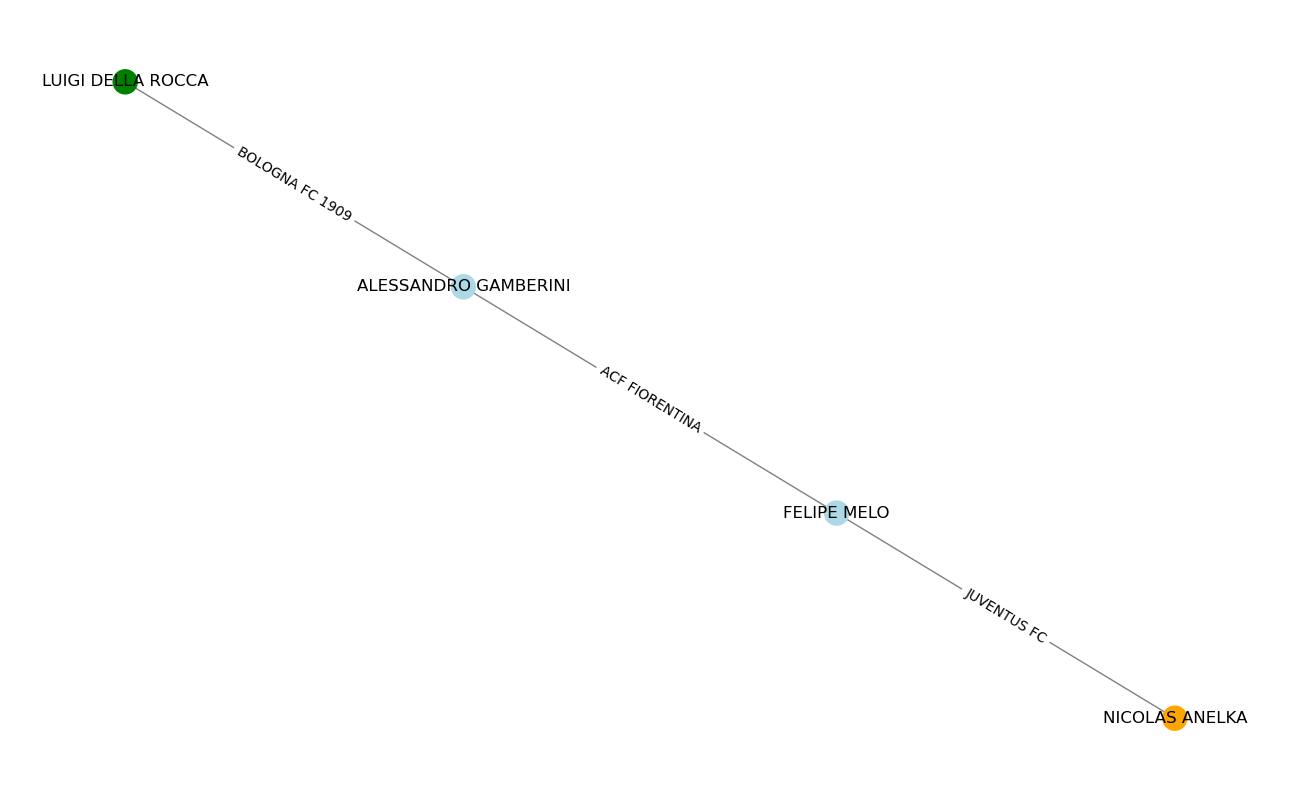 LUIGI DELLA ROCCA
BOLOGNA FC 1909
ALESSANDRO GAMBERINI
ACF FIORENTINA
FELIPE MELO
JUVENTUS FC
NICOLAS ANELKA